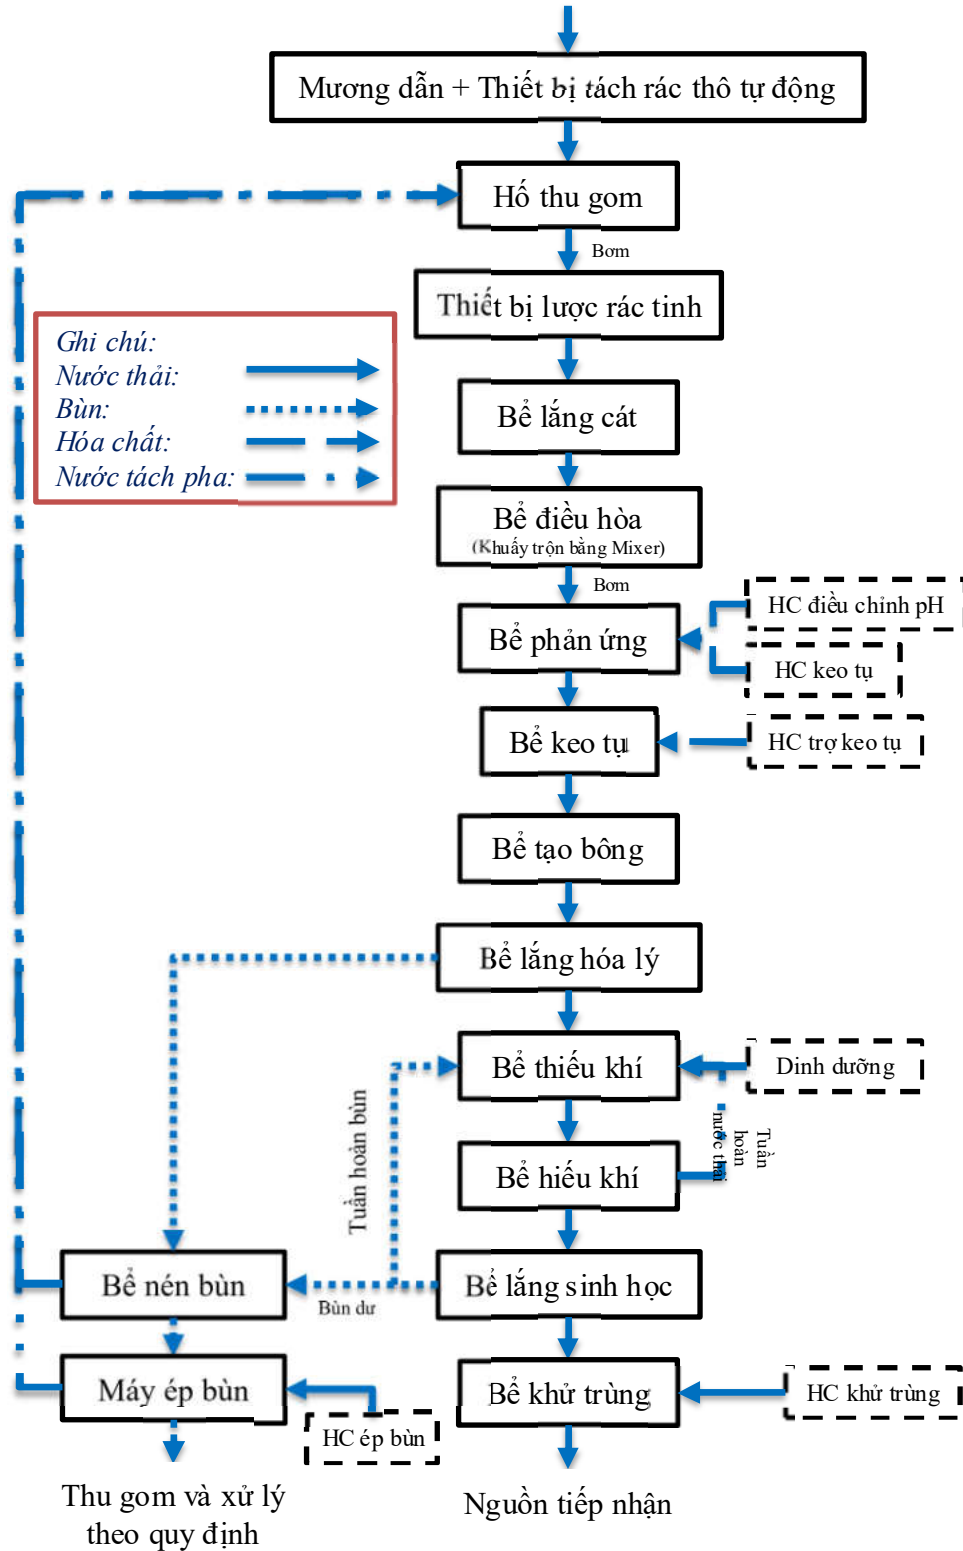 Mương dẫn + Thiết bị tách rác thô tự động
Hố thu gom
Bơm
Thiết bị lược rác tinh
Ghi chú:
Nước thải:
Bùn:
Hóa chất:
Nước tách pha:
Bể lắng cát
Bể điều hòa
(Khuấy trộn bằng Mixer)
Bơm
HC điều chỉnh pH
Bể phản ứng
HC keo tụ
Bể keo tụ
HC trợ keo tụ
Bể tạo bông
Bể lắng hóa lý
Bể thiếu khí
Dinh dưỡng
Tuần hoàn bùn
Tuần
hoàn
nước thải
Bể hiếu khí
Bể nén bùn
Bùn dư
Bể lắng sinh học
Máy ép bùn
HC ép bùn
Bể khử trùng
HC khử trùng
Thu gom và xử lý
theo quy định
Nguồn tiếp nhận